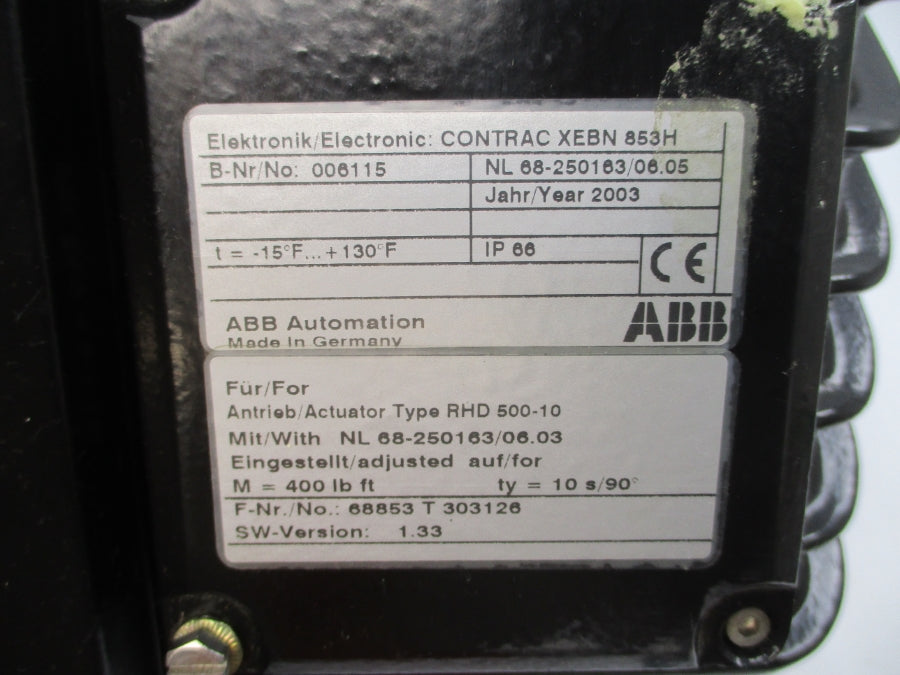 Elektronik/Electronic: CONTRAC XEBN 853H
B-Nr/No: 006115 NL 68-250163/06.05
Jahr/Year 2003
t = -15°F...+130°F IP 66
CE
ABB Automation
Made in Germany
ABB
Für/For
Antrieb/Actuator Type RHD 500-10
Mit/With NL 68-250163/06.03
Eingestellt/adjusted auf/for
M = 400 lb ft ty = 10 s/90°
F-Nr./No.: 68853 T 303126
SW-Version: 1.33